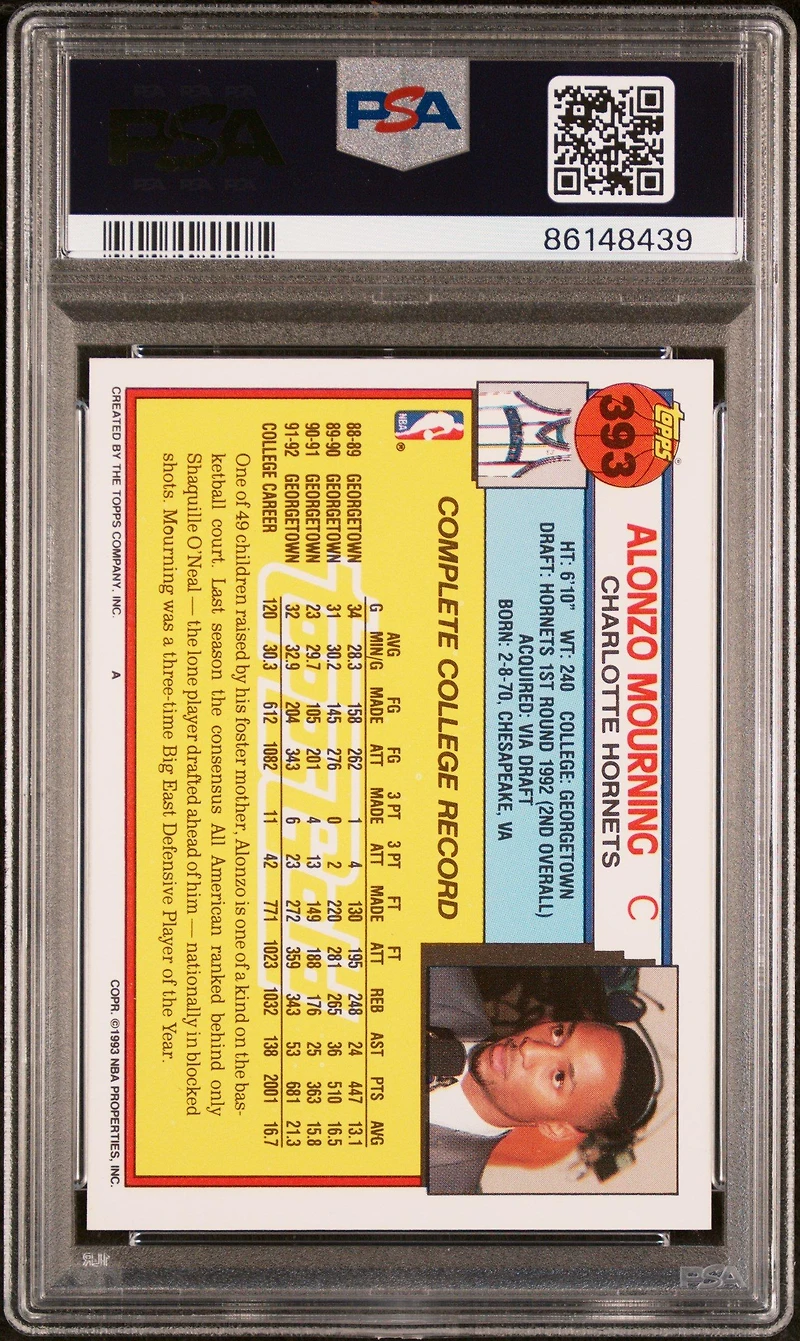 PSA PSA PSA
PSA
PSA PSA PSA
PSA
86148439
topps®
393
ALONZO MOURNING C
CHARLOTTE HORNETS
HT: 6'10" WT: 240 COLLEGE: GEORGETOWN
DRAFT: HORNETS 1ST ROUND 1992 (2ND OVERALL)
ACQUIRED: VIA DRAFT
BORN: 2-8-70, CHESAPEAKE, VA
NBA ®
COMPLETE COLLEGE RECORD
AVG FG FG 3 PT 3 PT FT FT
G MIN/G MADE ATT MADE ATT MADE ATT REB AST PTS AVG
88-89 GEORGETOWN 34 28.3 158 262 1 4 130 195 248 24 447 13.1
89-90 GEORGETOWN 31 30.2 145 276 0 2 220 281 265 36 510 16.5
90-91 GEORGETOWN 23 29.7 105 201 4 13 149 188 176 25 363 15.8
91-92 GEORGETOWN 32 32.9 204 343 6 23 272 359 343 53 681 21.3
COLLEGE CAREER 120 30.3 612 1082 11 42 771 1023 1032 138 2001 16.7
One of 49 children raised by his foster mother, Alonzo is one of a kind on the bas-
ketball court. Last season the consensus All American ranked behind only
Shaquille O'Neal — the lone player drafted ahead of him — nationally in blocked
shots. Mourning was a three-time Big East Defensive Player of the Year.
CREATED BY THE TOPPS COMPANY, INC. A COPR. ©1993 NBA PROPERTIES, INC.
PSA